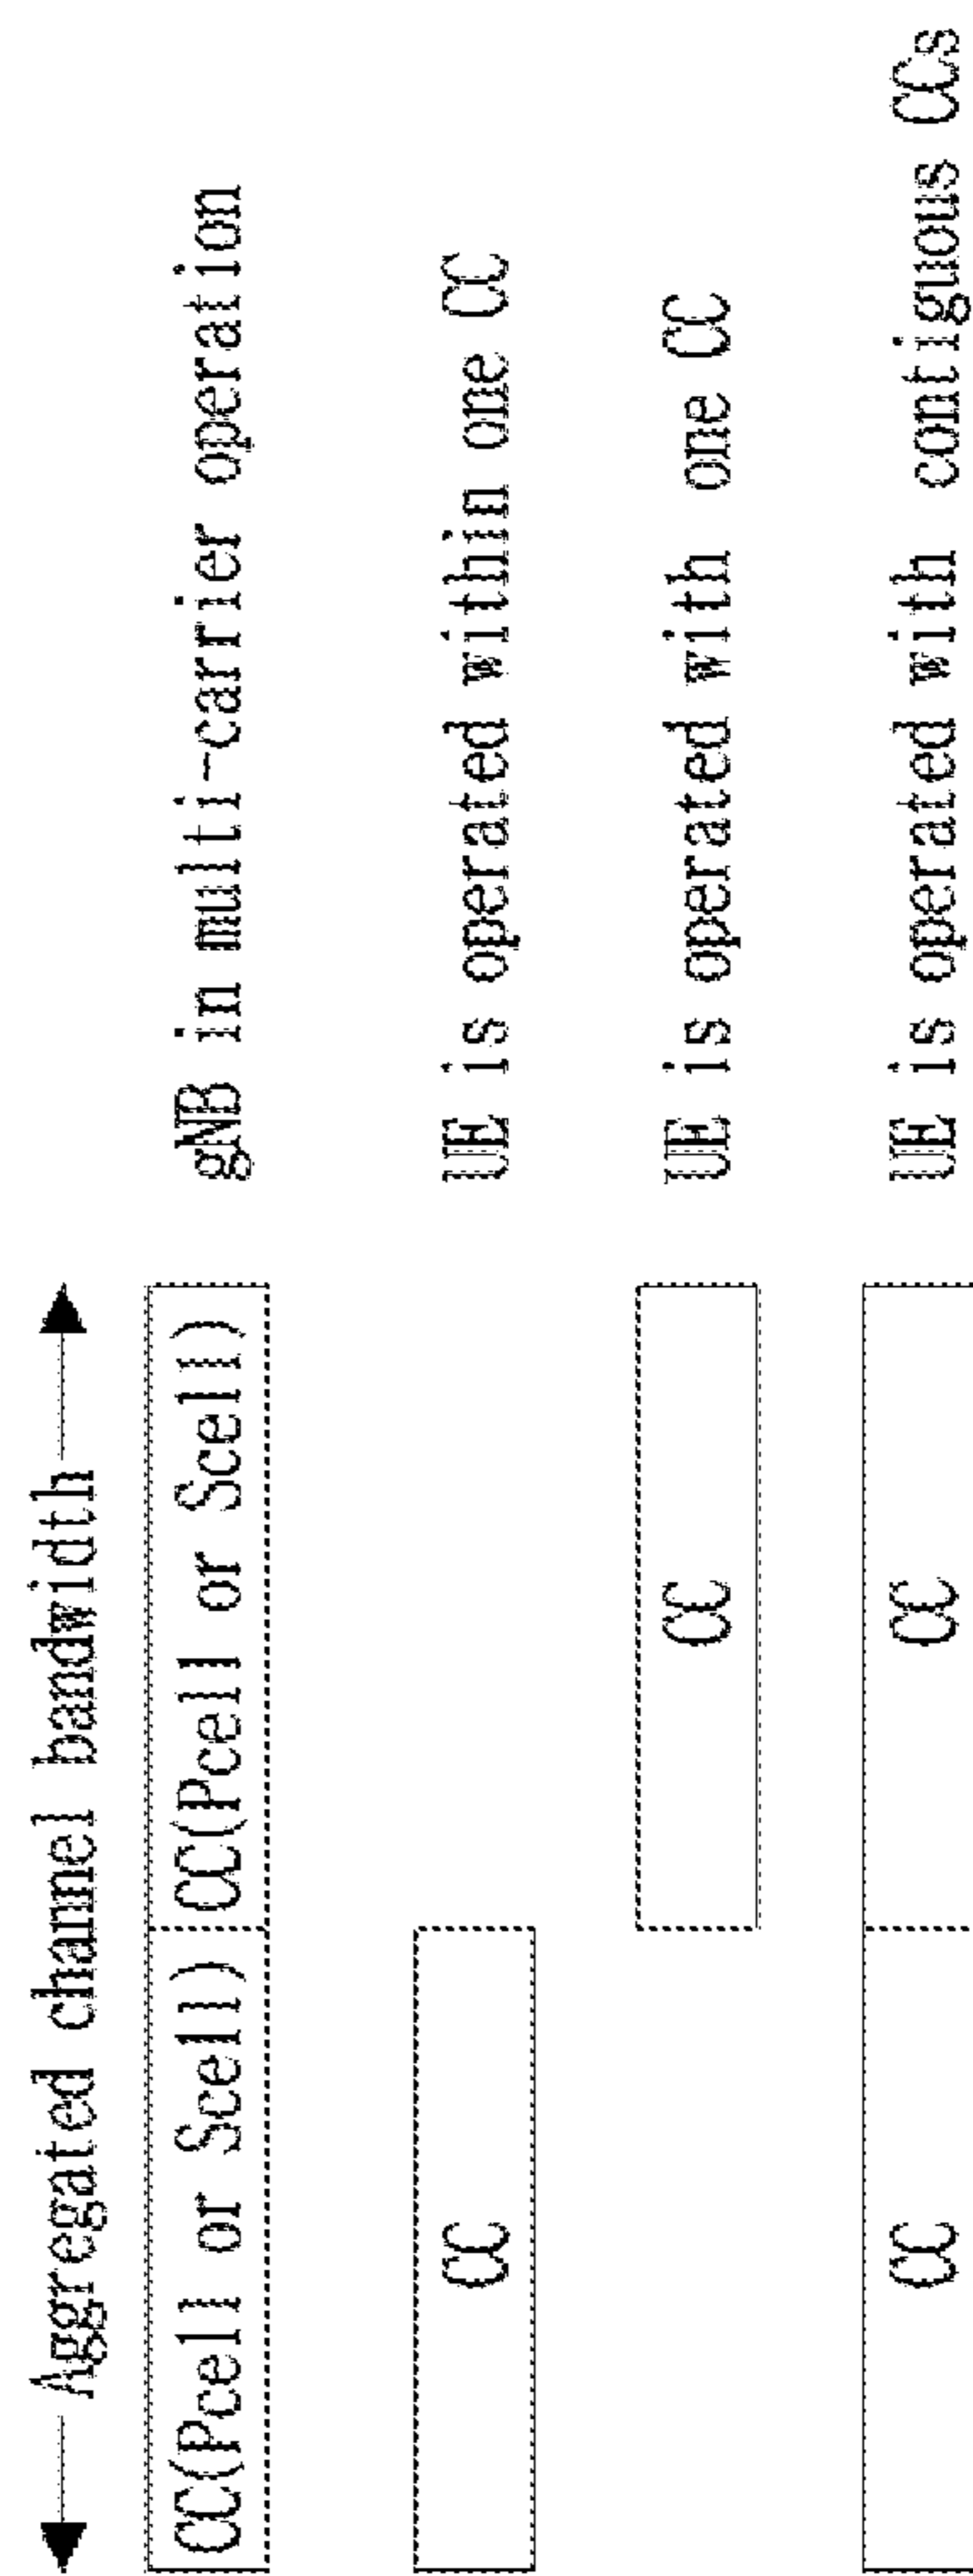 Aggregated channel bandwidth
CC(Pcell or Scell) CC(Pcell or Scell) gNB in multi-carrier operation
CC UE is operated within one CC
CC UE is operated with one CC
CC CC UE is operated with contiguous CCs